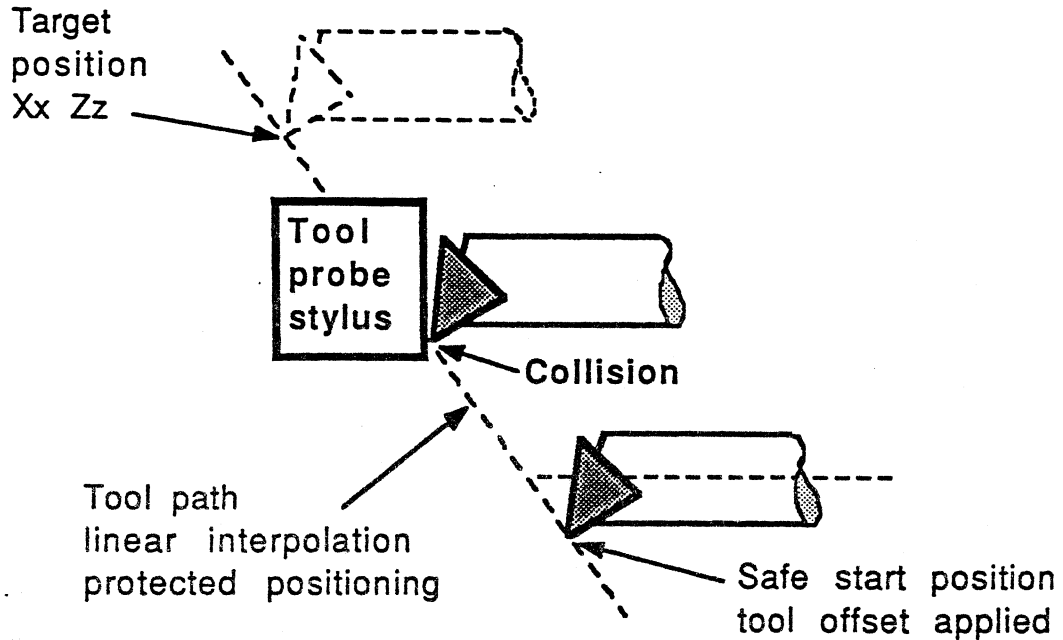 Target
position
Xx Zz
Tool
probe
stylus
Collision
Tool path
linear interpolation
protected positioning
Safe start position
tool offset applied